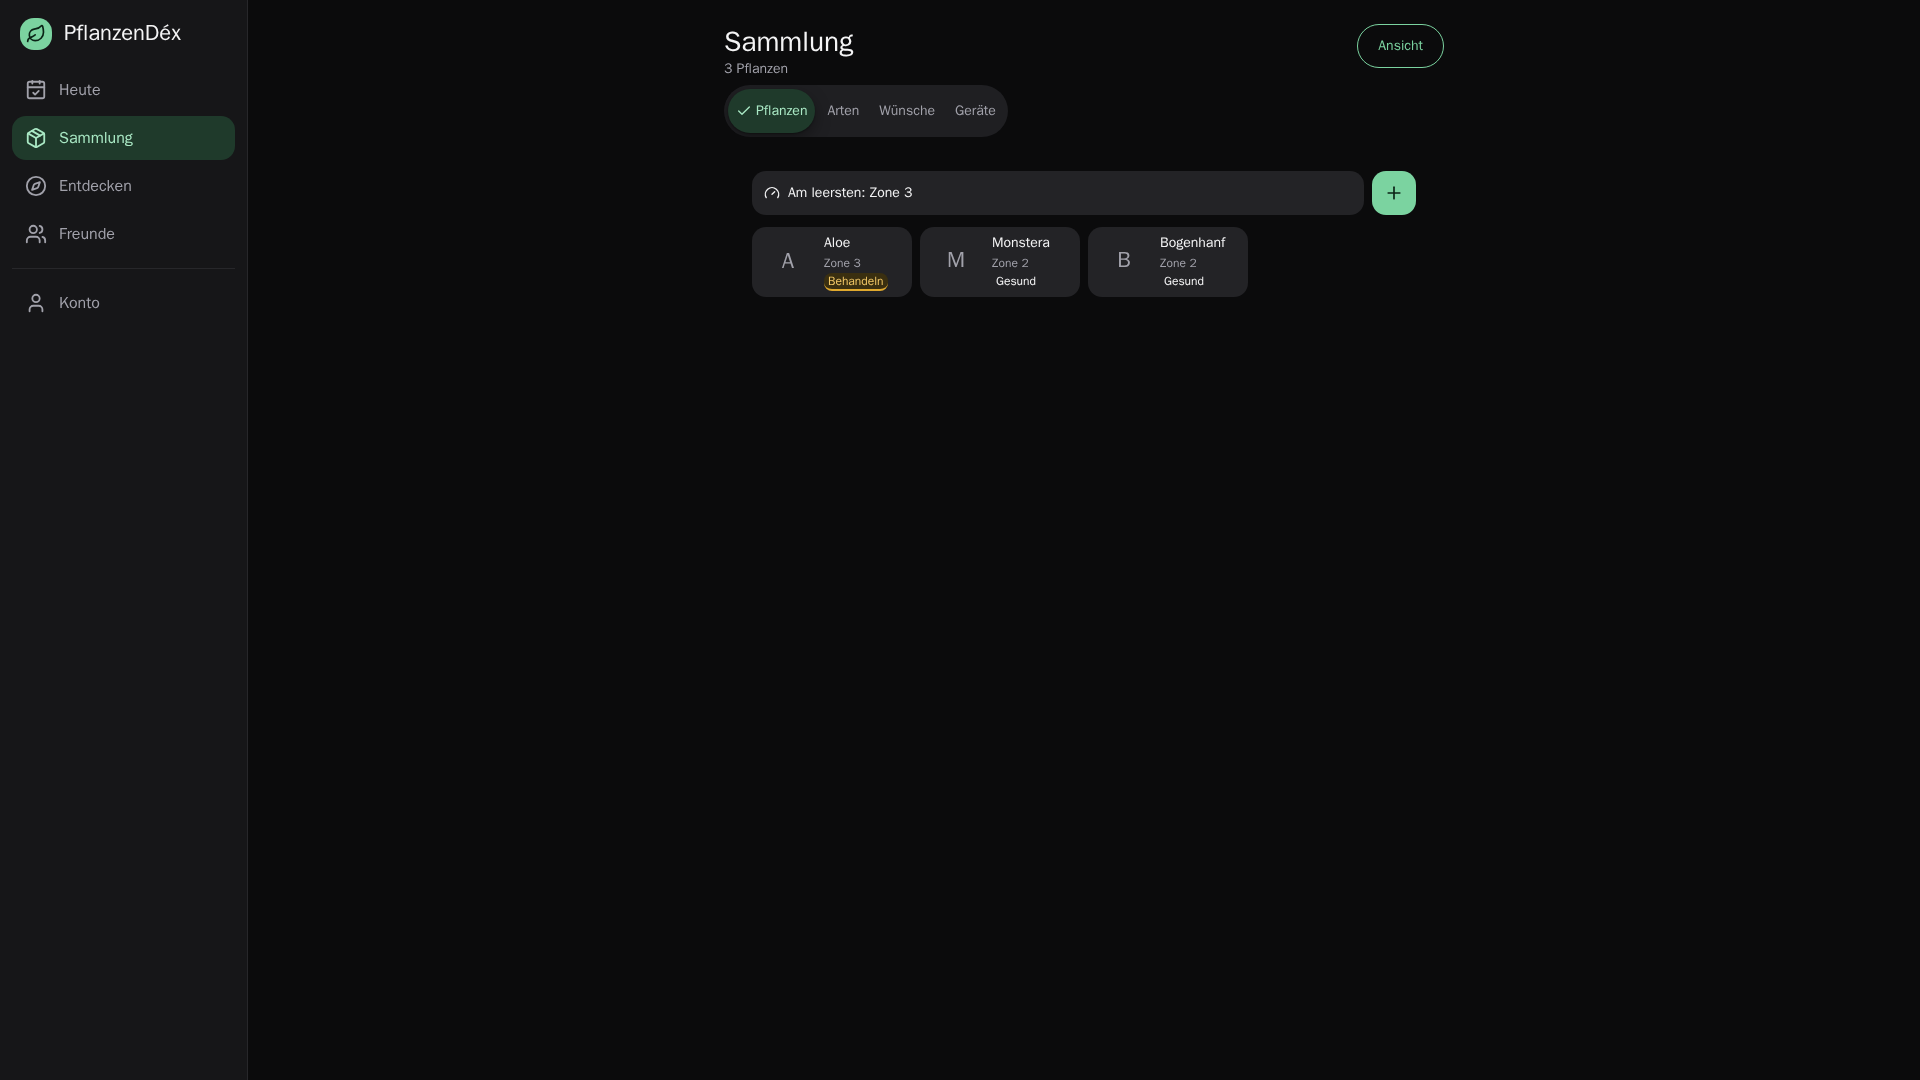 PflanzenDéx
Heute
Sammlung
Entdecken
Freunde
Konto
Sammlung
3 Pflanzen
Ansicht
Pflanzen
Arten
Wünsche
Geräte
Am leersten: Zone 3
A
Aloe
Zone 3
Behandeln
M
Monstera
Zone 2
Gesund
B
Bogenhanf
Zone 2
Gesund